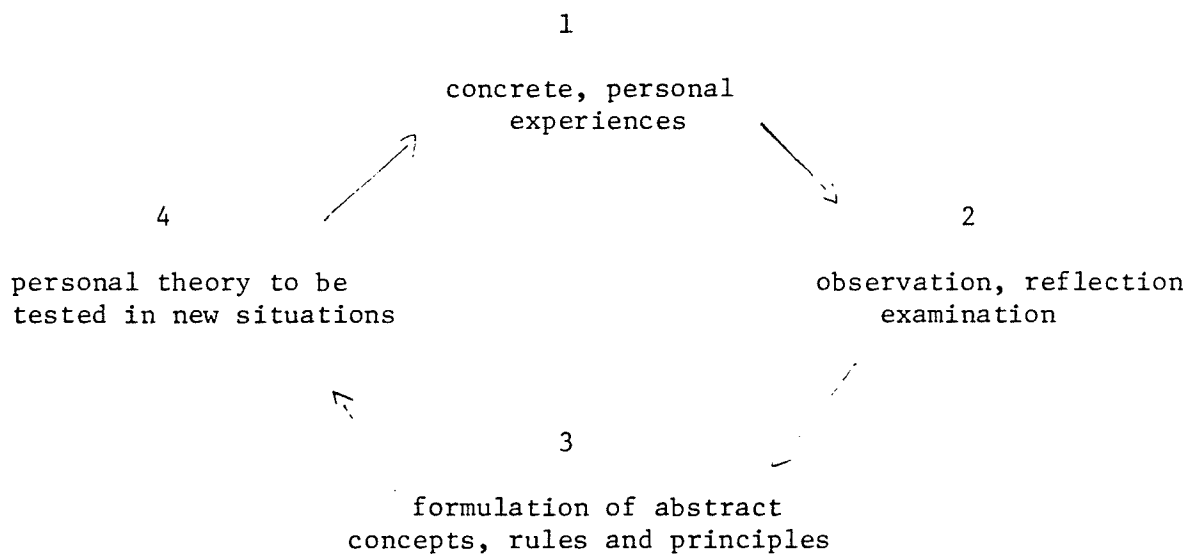 1
concrete, personal
experiences
2
observation, reflection
examination
3
formulation of abstract
concepts, rules and principles
4
personal theory to be
tested in new situations